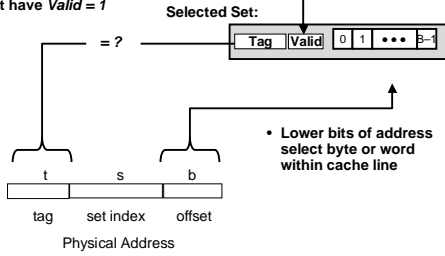 t have Valid = 1
Selected Set:
= ?
Tag Valid 0 1 ••• B–1
• Lower bits of address
select byte or word
within cache line
t s b
tag set index offset
Physical Address